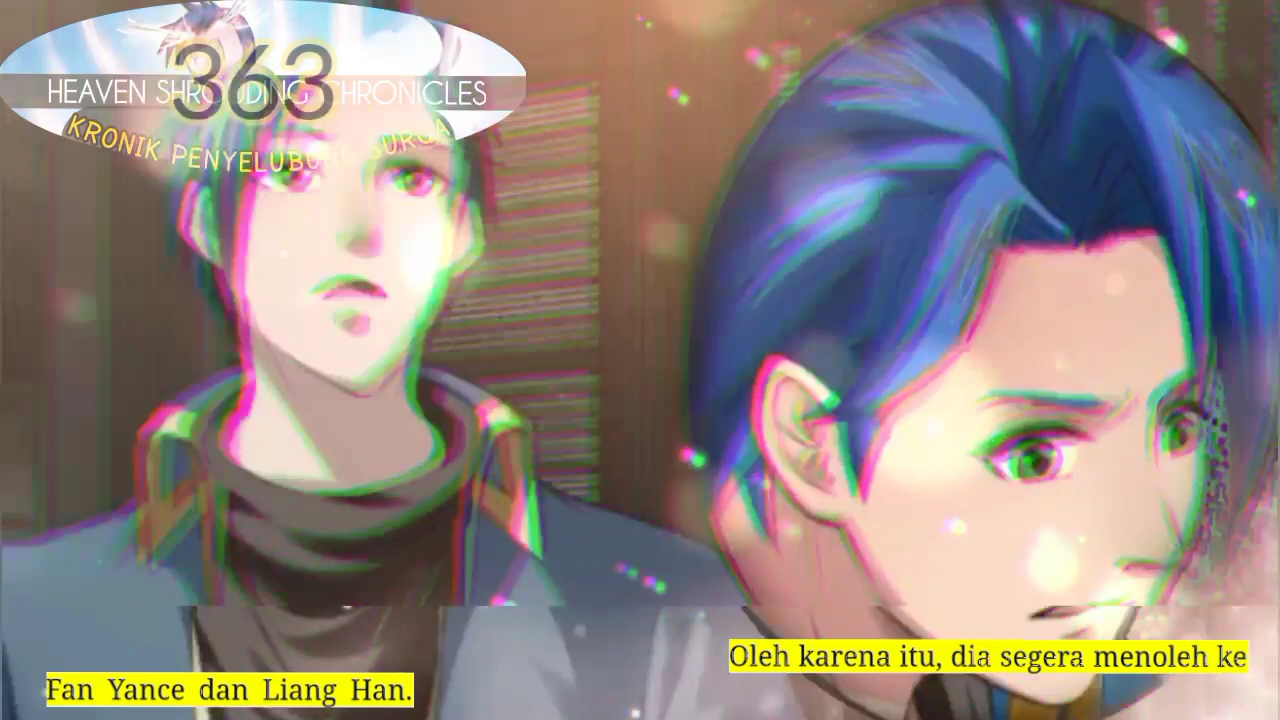 363
HEAVEN SHROUDING CHRONICLES
KRONIK PENYELUBUNG SURGA
Oleh karena itu, dia segera menoleh ke
Fan Yance dan Liang Han.